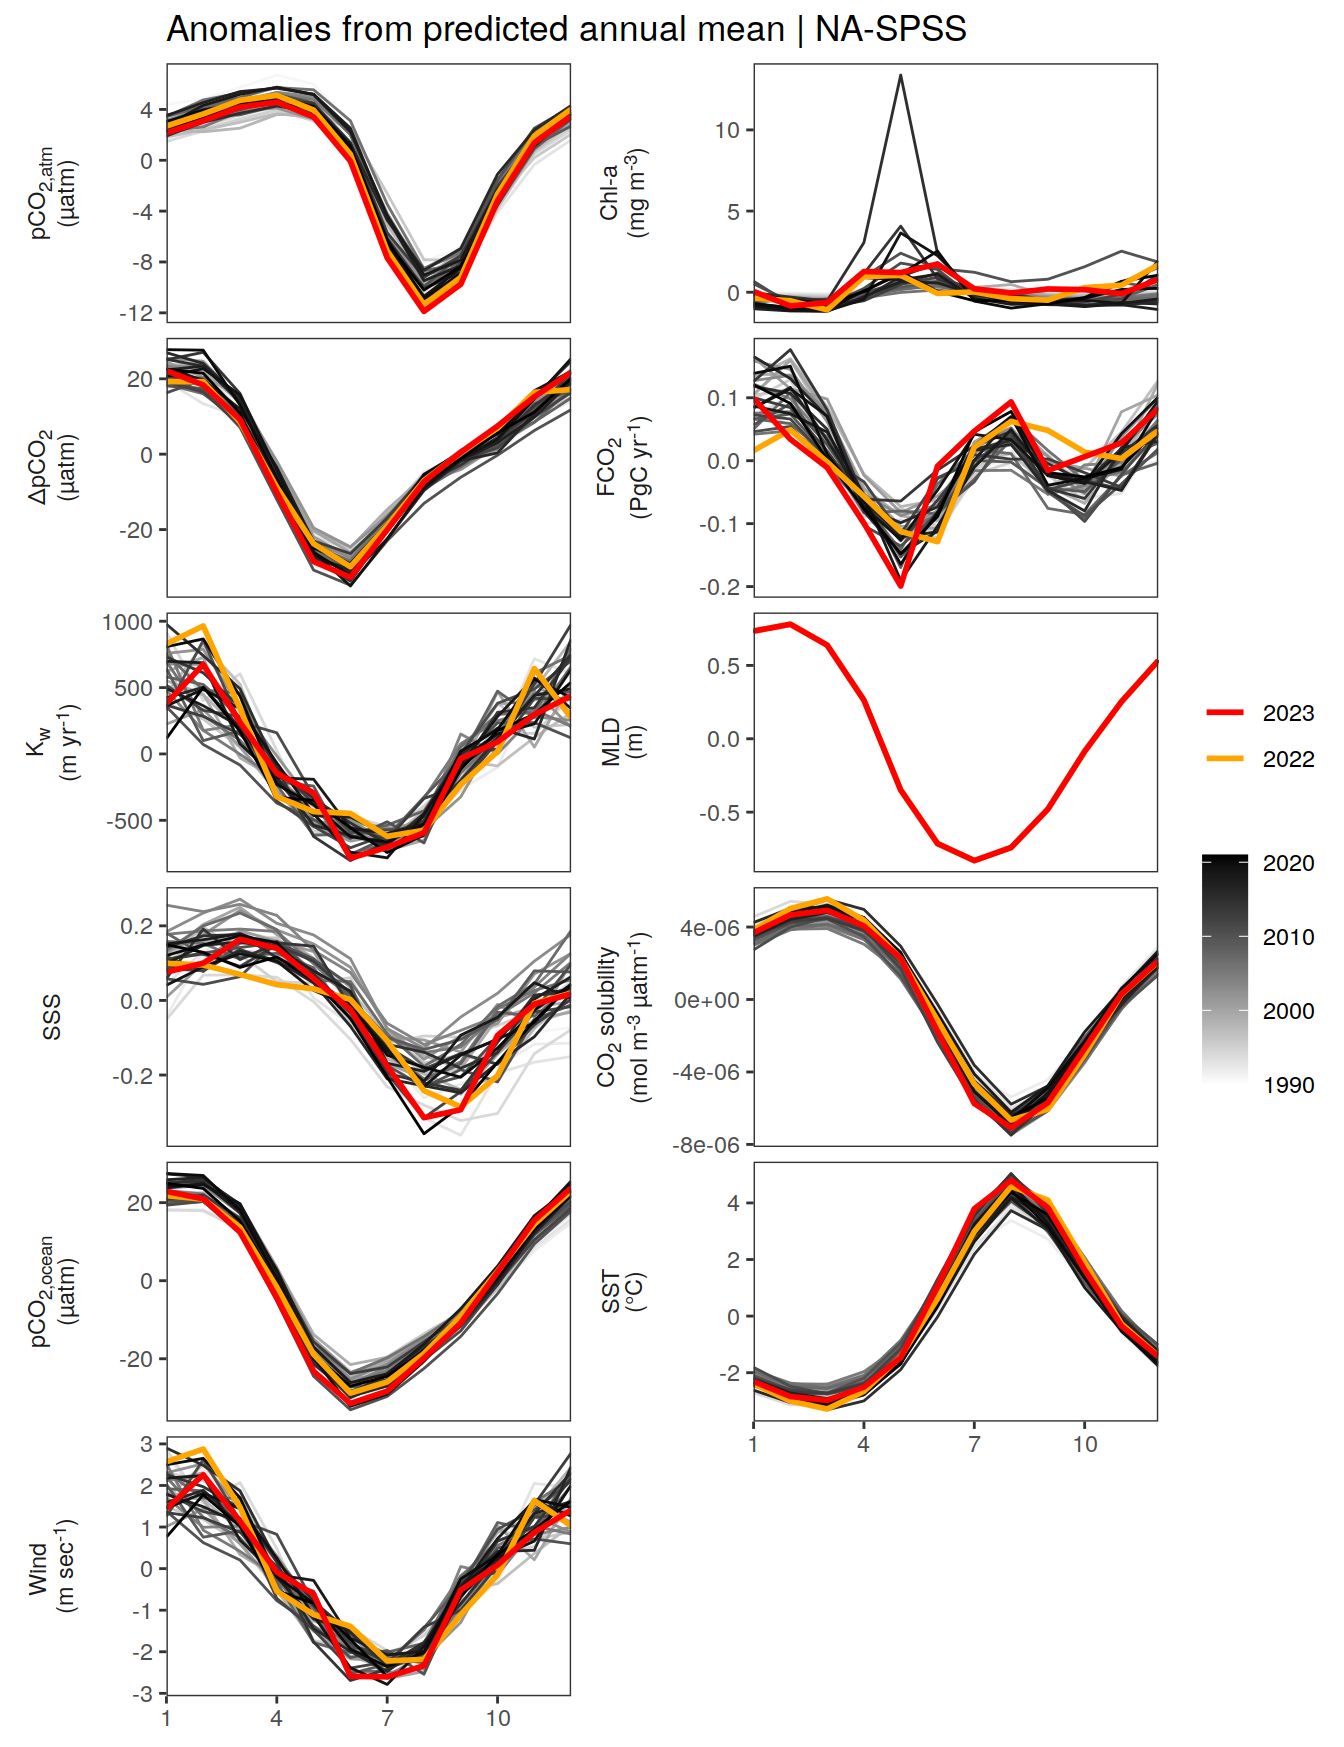 Anomalies from predicted annual mean | NA-SPSS
pCO2,atm
(µatm)
4
0
-4
-8
-12
Chl-a
(mg m-3)
10
5
0
ΔpCO2
(µatm)
20
0
-20
FCO2
(PgC yr-1)
0.1
0.0
-0.1
-0.2
Kw
(m yr-1)
1000
500
0
-500
MLD
(m)
0.5
0.0
-0.5
SSS
0.2
0.0
-0.2
CO2 solubility
(mol m-3 µatm-1)
4e-06
0e+00
-4e-06
-8e-06
pCO2,ocean
(µatm)
20
0
-20
SST
(°C)
4
2
0
-2
1 4 7 10
Wind
(m sec-1)
3
2
1
0
-1
-2
-3
1 4 7 10
2023
2022
2020
2010
2000
1990